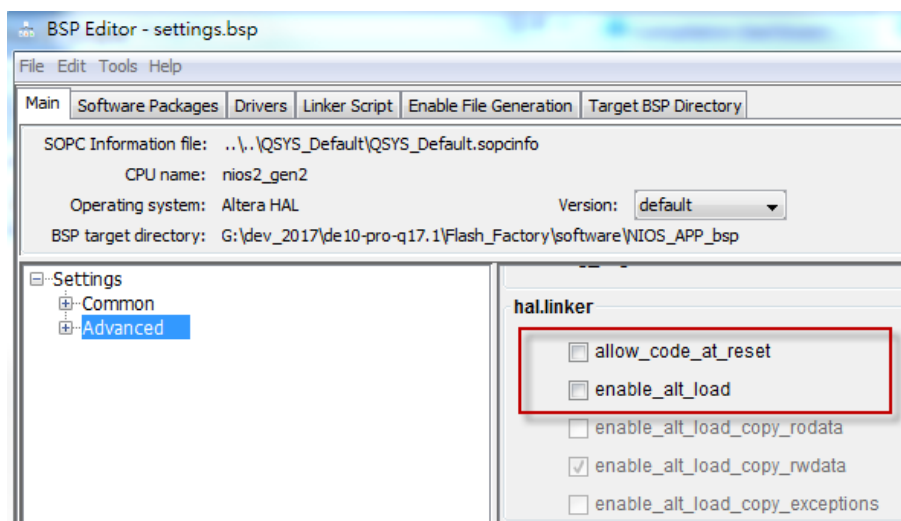 BSP Editor - settings.bsp
File Edit Tools Help
Main Software Packages Drivers Linker Script Enable File Generation Target BSP Directory
SOPC Information file: ..\..\QSYS_Default\QSYS_Default.sopcinfo
CPU name: nios2_gen2
Operating system: Altera HAL Version: default
BSP target directory: G:\dev_2017\de10-pro-q17.1\Flash_Factory\software\NIOS_APP_bsp
Settings
Common
Advanced
hal.linker
allow_code_at_reset
enable_alt_load
enable_alt_load_copy_rodata
enable_alt_load_copy_rwdata
enable_alt_load_copy_exceptions